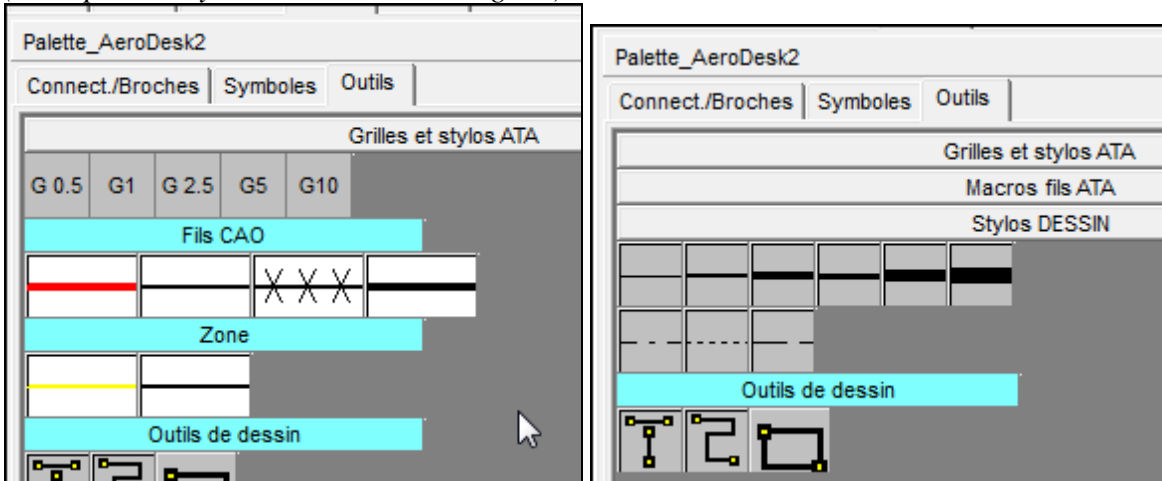 Palette_AeroDesk2
Connect./Broches Symboles Outils
Grilles et stylos ATA
G 0.5 G1 G 2.5 G5 G10
Fils CAO
Zone
Outils de dessin
Palette_AeroDesk2
Connect./Broches Symboles Outils
Grilles et stylos ATA
Macros fils ATA
Stylos DESSIN
Outils de dessin